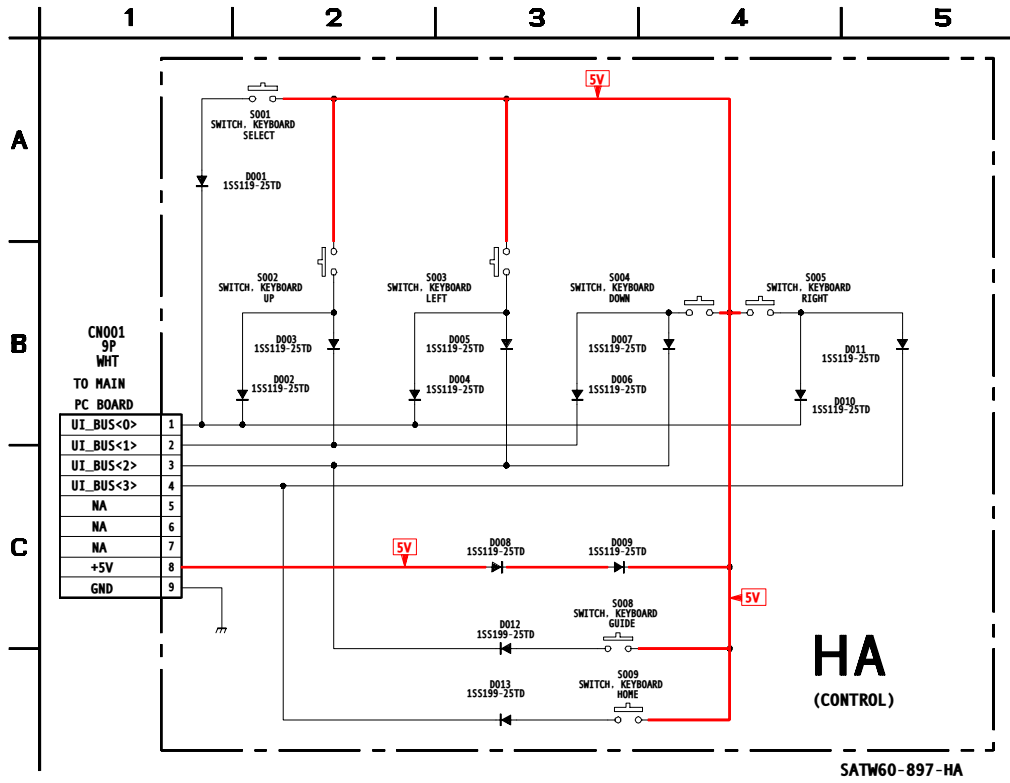 1 2 3 4 5
A
B
C
5V
S001
SWITCH. KEYBOARD
SELECT
D001
1SS119-25TD
S002
SWITCH. KEYBOARD
UP
S003
SWITCH. KEYBOARD
LEFT
S004
SWITCH. KEYBOARD
DOWN
S005
SWITCH. KEYBOARD
RIGHT
D003
1SS119-25TD
D005
1SS119-25TD
D007
1SS119-25TD
D011
1SS119-25TD
D002
1SS119-25TD
D004
1SS119-25TD
D006
1SS119-25TD
D010
1SS119-25TD
CN001
9P
WHT
TO MAIN
PC BOARD
UI_BUS<0> 1
UI_BUS<1> 2
UI_BUS<2> 3
UI_BUS<3> 4
NA 5
NA 6
NA 7
+5V 8
GND 9
5V
D008
1SS119-25TD
D009
1SS119-25TD
5V
S008
SWITCH. KEYBOARD
GUIDE
D012
1SS199-25TD
S009
SWITCH. KEYBOARD
HOME
D013
1SS199-25TD
HA
(CONTROL)
SATW60-897-HA